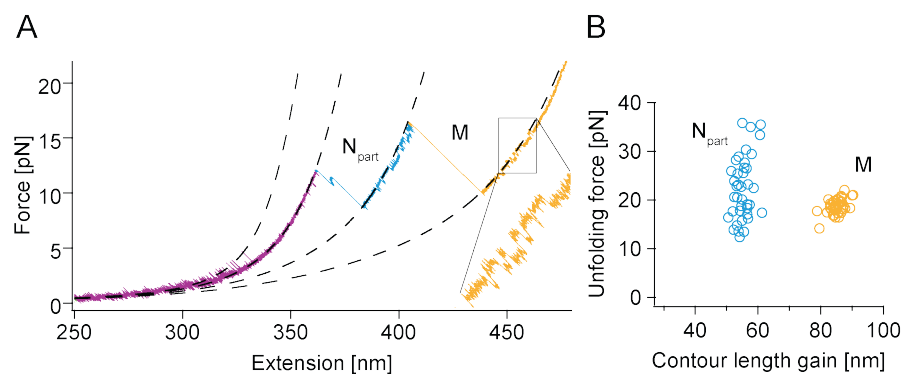 A
B
Force [pN]
20
15
10
5
0
N part
M
250
300
350
400
450
Extension [nm]
Unfolding force [pN]
40
30
20
10
0
N part
M
40
60
80
100
Contour length gain [nm]